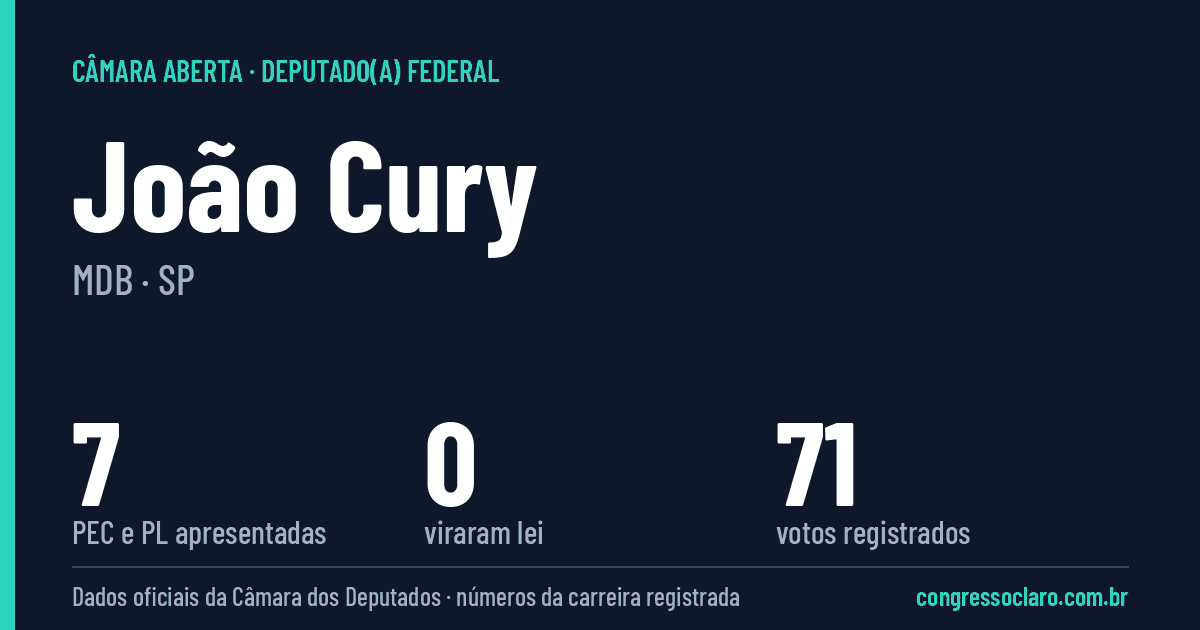 CÂMARA ABERTA · DEPUTADO(A) FEDERAL
João Cury
MDB · SP
7 0 71
PEC e PL apresentadas viraram lei votos registrados
Dados oficiais da Câmara dos Deputados · números da carreira registrada congressoclaro.com.br